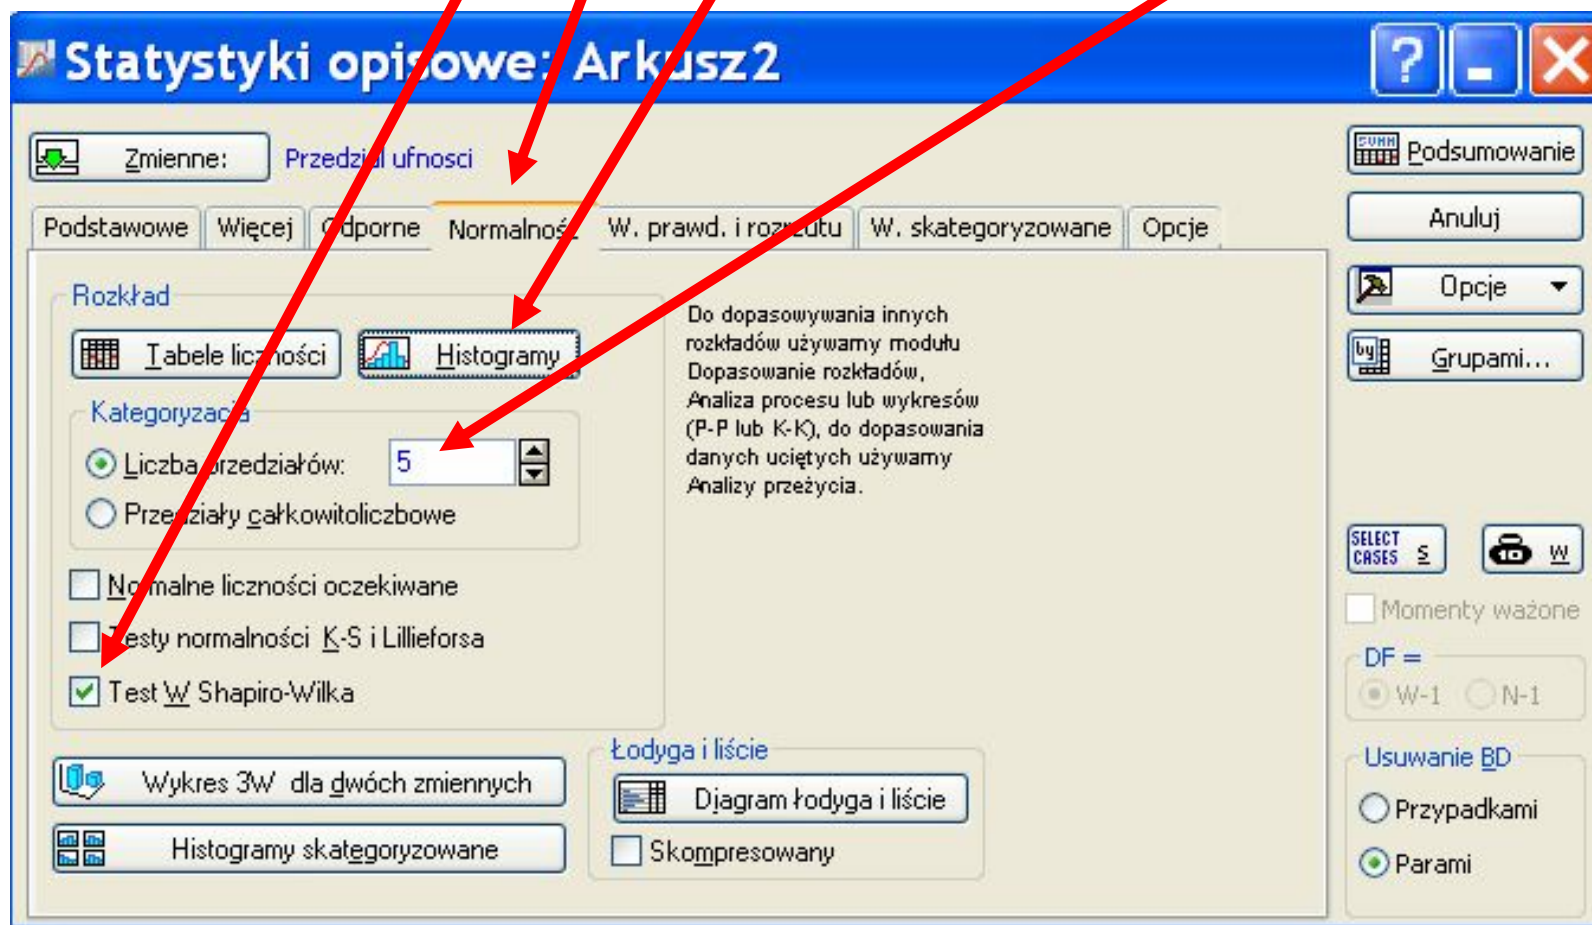 Statystyki opisowe: Arkusz2
Zmienne: Przedział ufnosci
Podstawowe Więcej Odporne Normalność W. prawd. i rozrzutu W. skategoryzowane Opcje
Rozkład
Tabele liczności Histogramy
Kategoryzacja
Liczba przedziałów: 5
Przedziały całkowitoliczbowe
Normalne liczności oczekiwane
Testy normalności K-S i Lillieforsa
Test W Shapiro-Wilka
Do dopasowywania innych
rozkładów używamy modułu
Dopasowanie rozkładów,
Analiza procesu lub wykresów
(P-P lub K-K), do dopasowania
danych uciętych używamy
Analizy przeżycia.
Wykres 3W dla dwóch zmiennych
Histogramy skategoryzowane
Łodyga i liście
Diagram łodyga i liście
Skompresowany
SUMM Podsumowanie
Anuluj
Opcje
by Grupami...
SELECT
CASES S
W
Momenty ważone
DF =
W-1 N-1
Usuwanie BD
Przypadkami
Parami